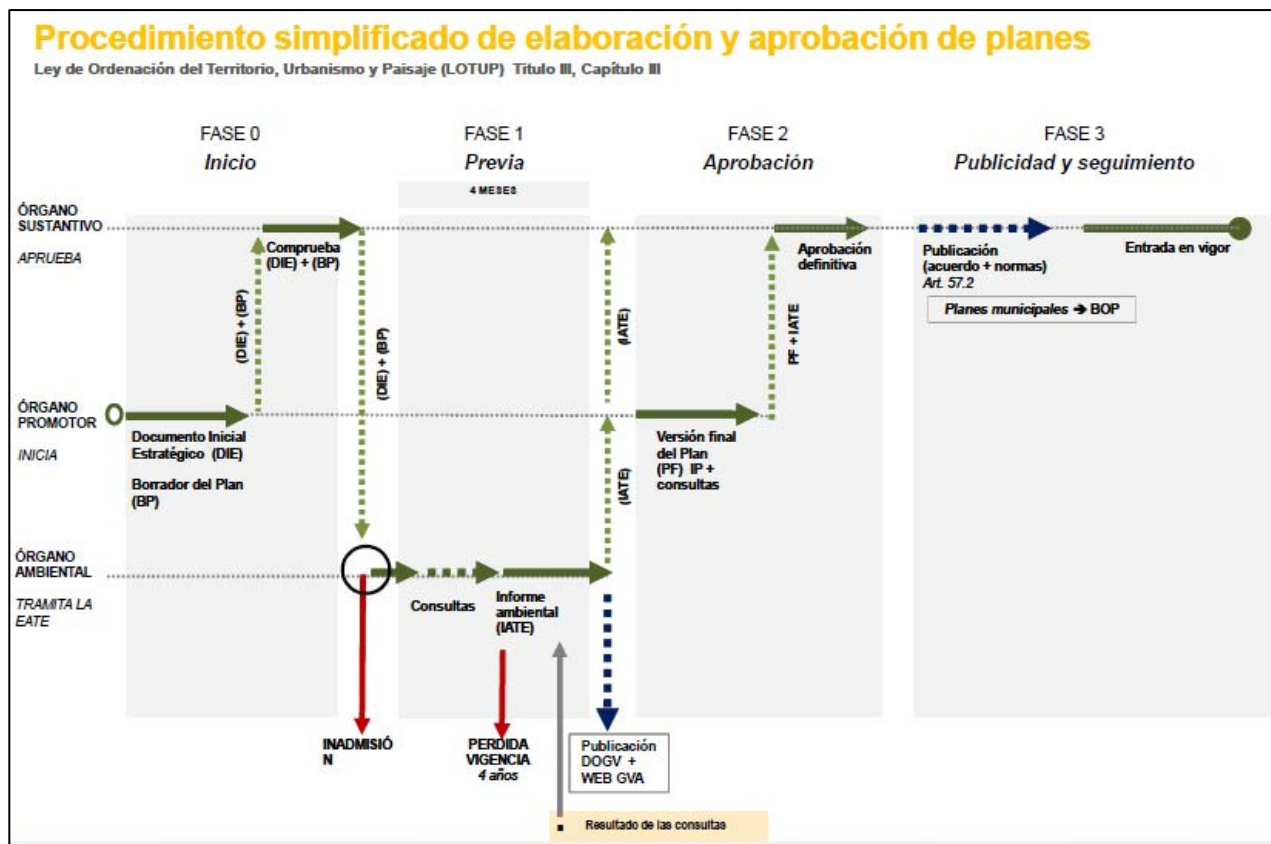 Procedimiento simplificado de elaboración y aprobación de planes
Ley de Ordenación del Territorio, Urbanismo y Paisaje (LOTUP) Titulo III, Capítulo III
FASE 0
Inicio
FASE 1
Previa
FASE 2
Aprobación
FASE 3
Publicidad y seguimiento
4 MESES
ÓRGANO
SUSTANTIVO
APRUEBA
Comprueba
(DIE) + (BP)
Aprobación
definitiva
Publicación
(acuerdo + normas)
Art. 57.2
Entrada en vigor
Planes municipales → BOP
(DIE) + (BP)
(DIE) + (BP)
(IATE)
PF + IATE
ÓRGANO
PROMOTOR
INICIA
Documento Inicial
Estratégico (DIE)
Borrador del Plan
(BP)
(IATE)
Versión final
del Plan
(PF) IP +
consultas
ÓRGANO
AMBIENTAL
TRAMITA LA
EATE
Consultas
Informe
ambiental
(IATE)
INADMISIÓ
N
PERDIDA
VIGENCIA
4 años
Publicación
DOGV +
WEB GVA
Resultado de las consultas